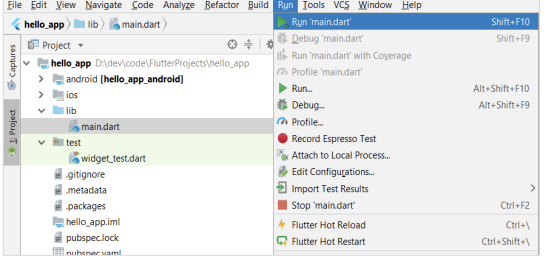 File Edit View Navigate Code Analyze Refactor Build Run Tools VCS Window Help
hello_app lib main.dart
Captures
1: Project
Project
hello_app D:\dev\code\FlutterProjects\hello_app
android [hello_app_android]
ios
lib
main.dart
test
widget_test.dart
.gitignore
.metadata
.packages
hello_app.iml
pubspec.lock
pubspec.yaml
Run 'main.dart' Shift+F10
Debug 'main.dart' Shift+F9
Run 'main.dart' with Coverage
Profile 'main.dart'
Run... Alt+Shift+F10
Debug... Alt+Shift+F9
Profile...
Record Espresso Test
Attach to Local Process...
Edit Configurations...
Import Test Results
Stop 'main.dart' Ctrl+F2
Flutter Hot Reload Ctrl+\
Flutter Hot Restart Ctrl+Shift+\